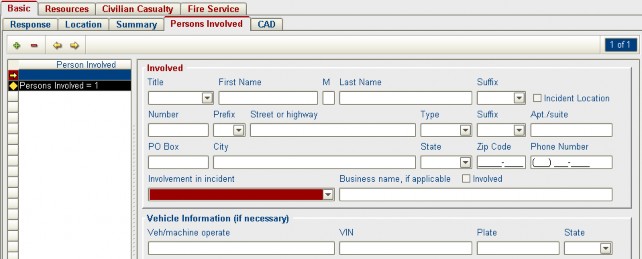 Basic Resources Civilian Casualty Fire Service
Response Location Summary Persons Involved CAD
1 of 1
Person Involved
Persons Involved = 1
Involved
Title First Name M Last Name Suffix
Incident Location
Number Prefix Street or highway Type Suffix Apt./suite
PO Box City State Zip Code Phone Number
_____-____ (___) ___-____
Involvement in incident Business name, if applicable Involved
Vehicle Information (if necessary)
Veh/machine operate VIN Plate State